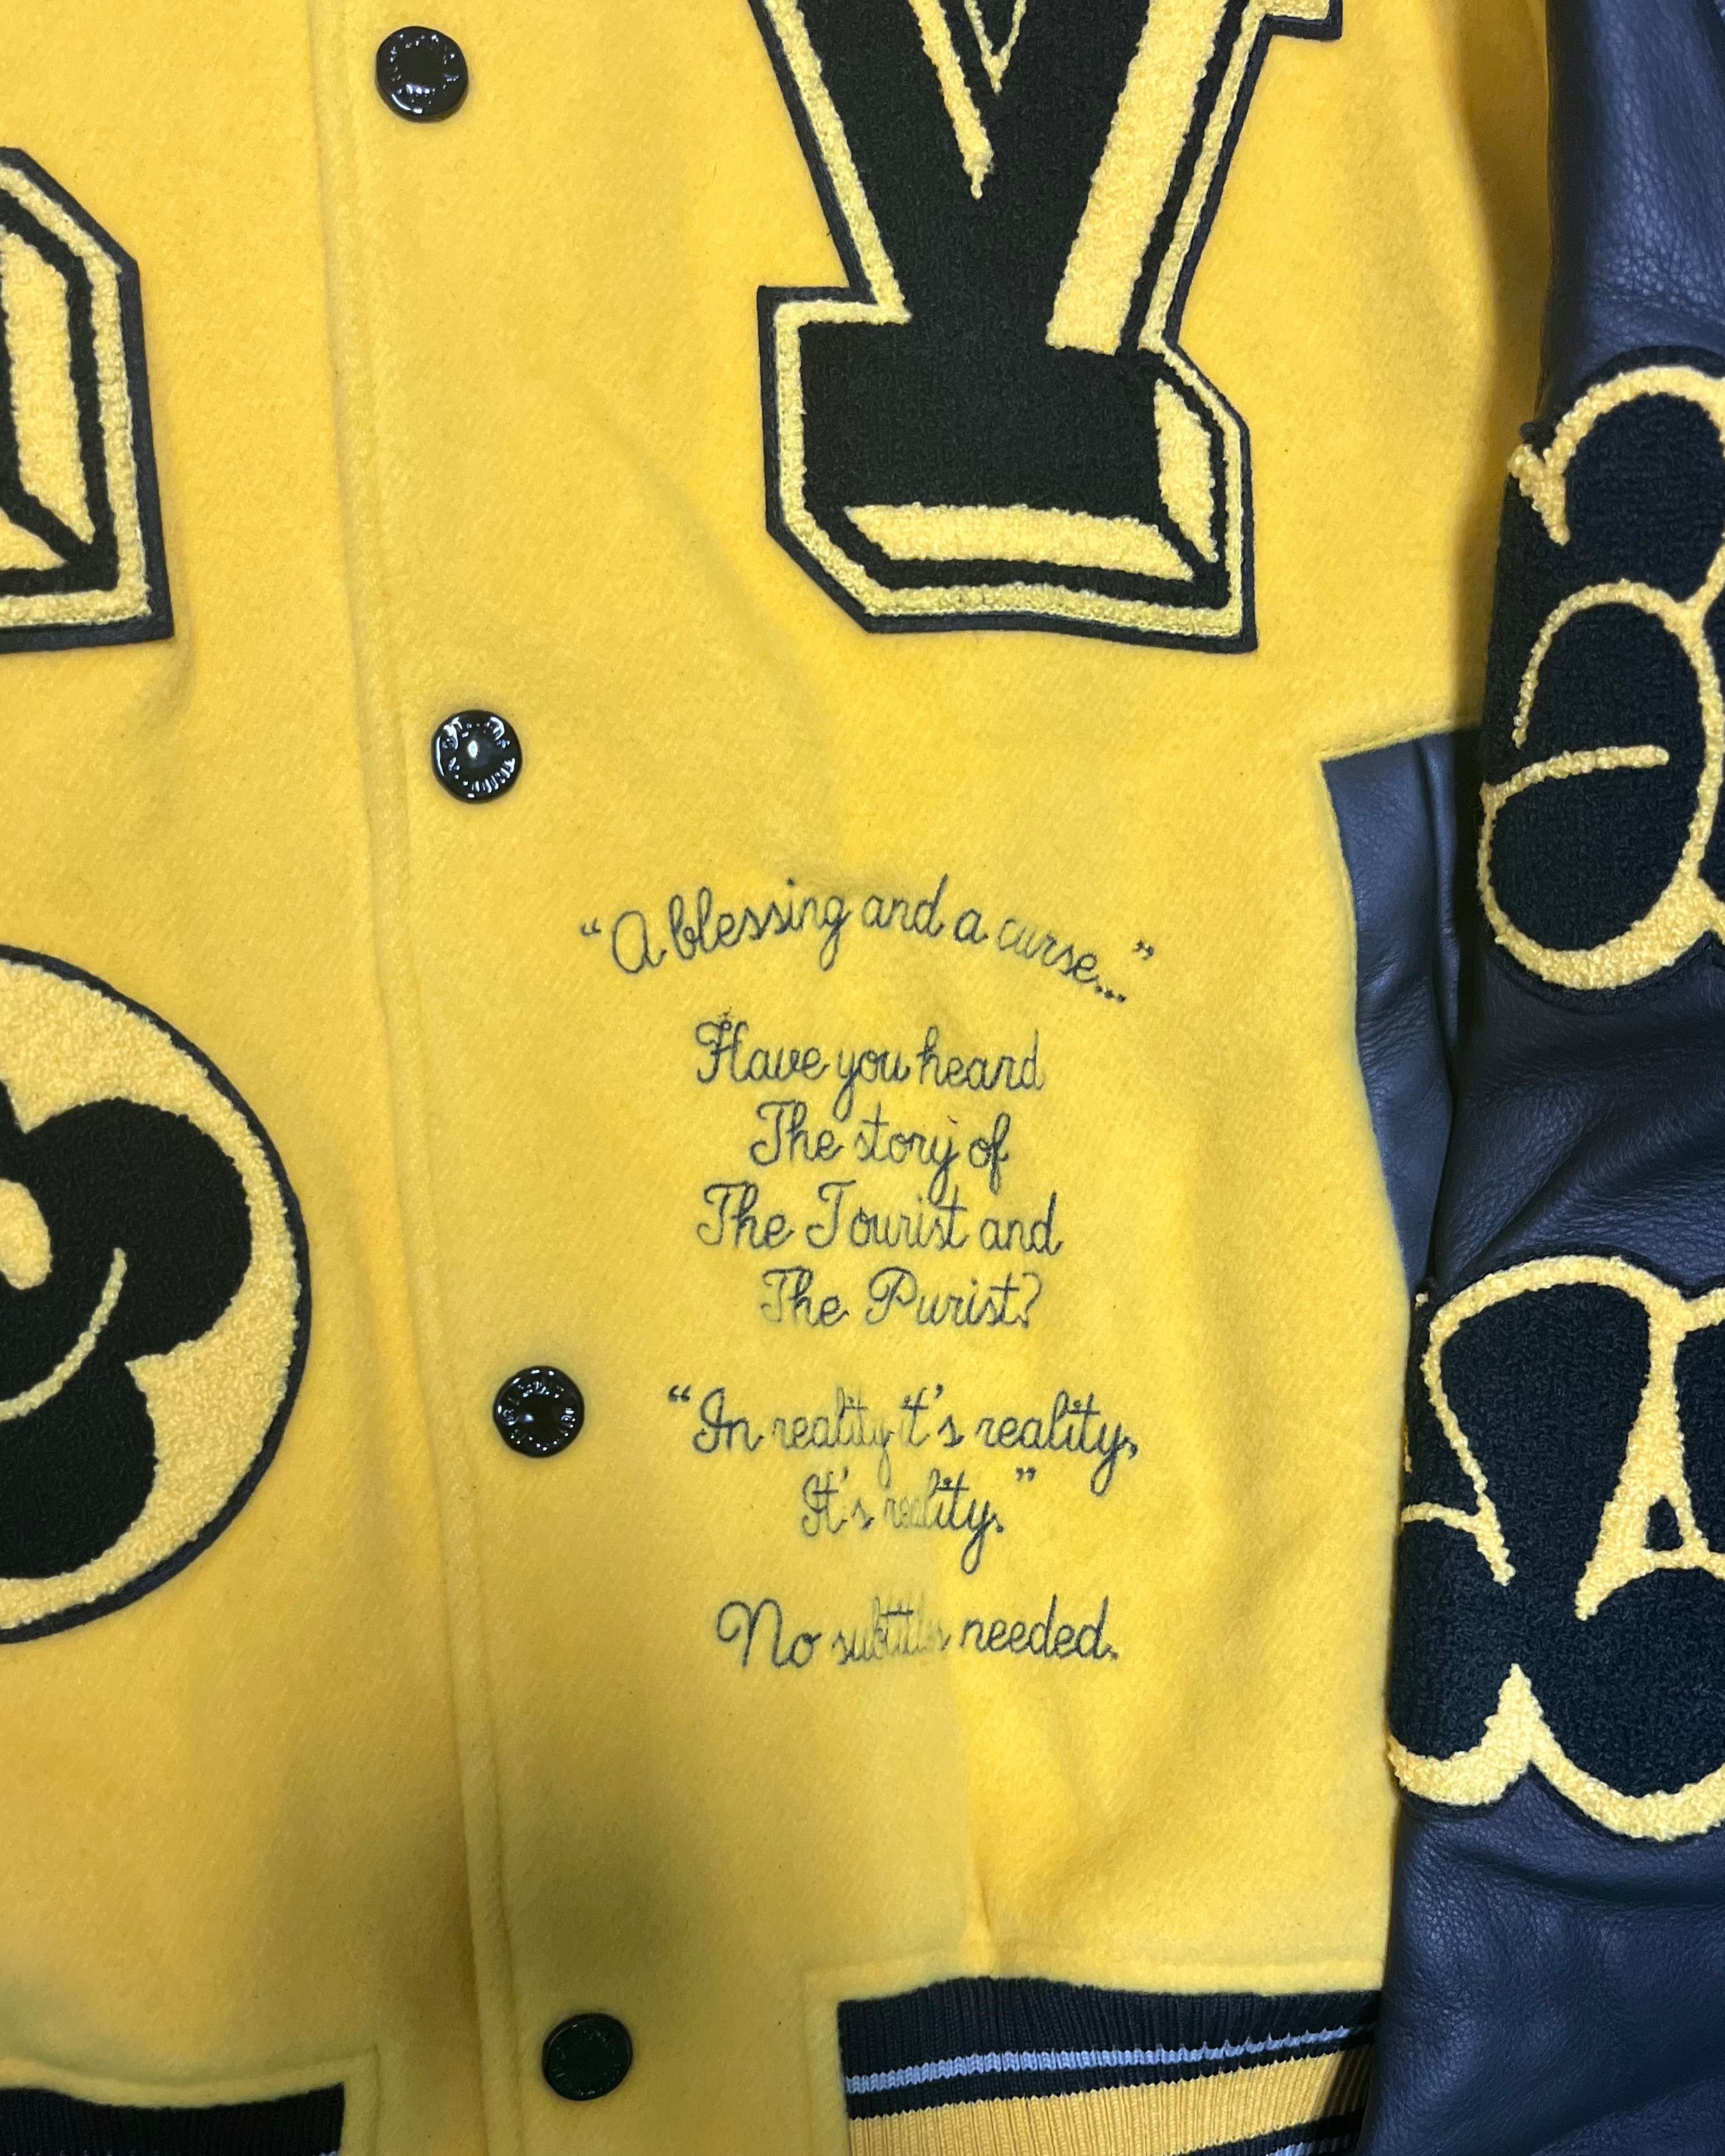 “A blessing and a curse...”
Have you heard
The story of
The Tourist and
The Purist?
“In reality it's reality,
It's reality.”
No subtitles needed.